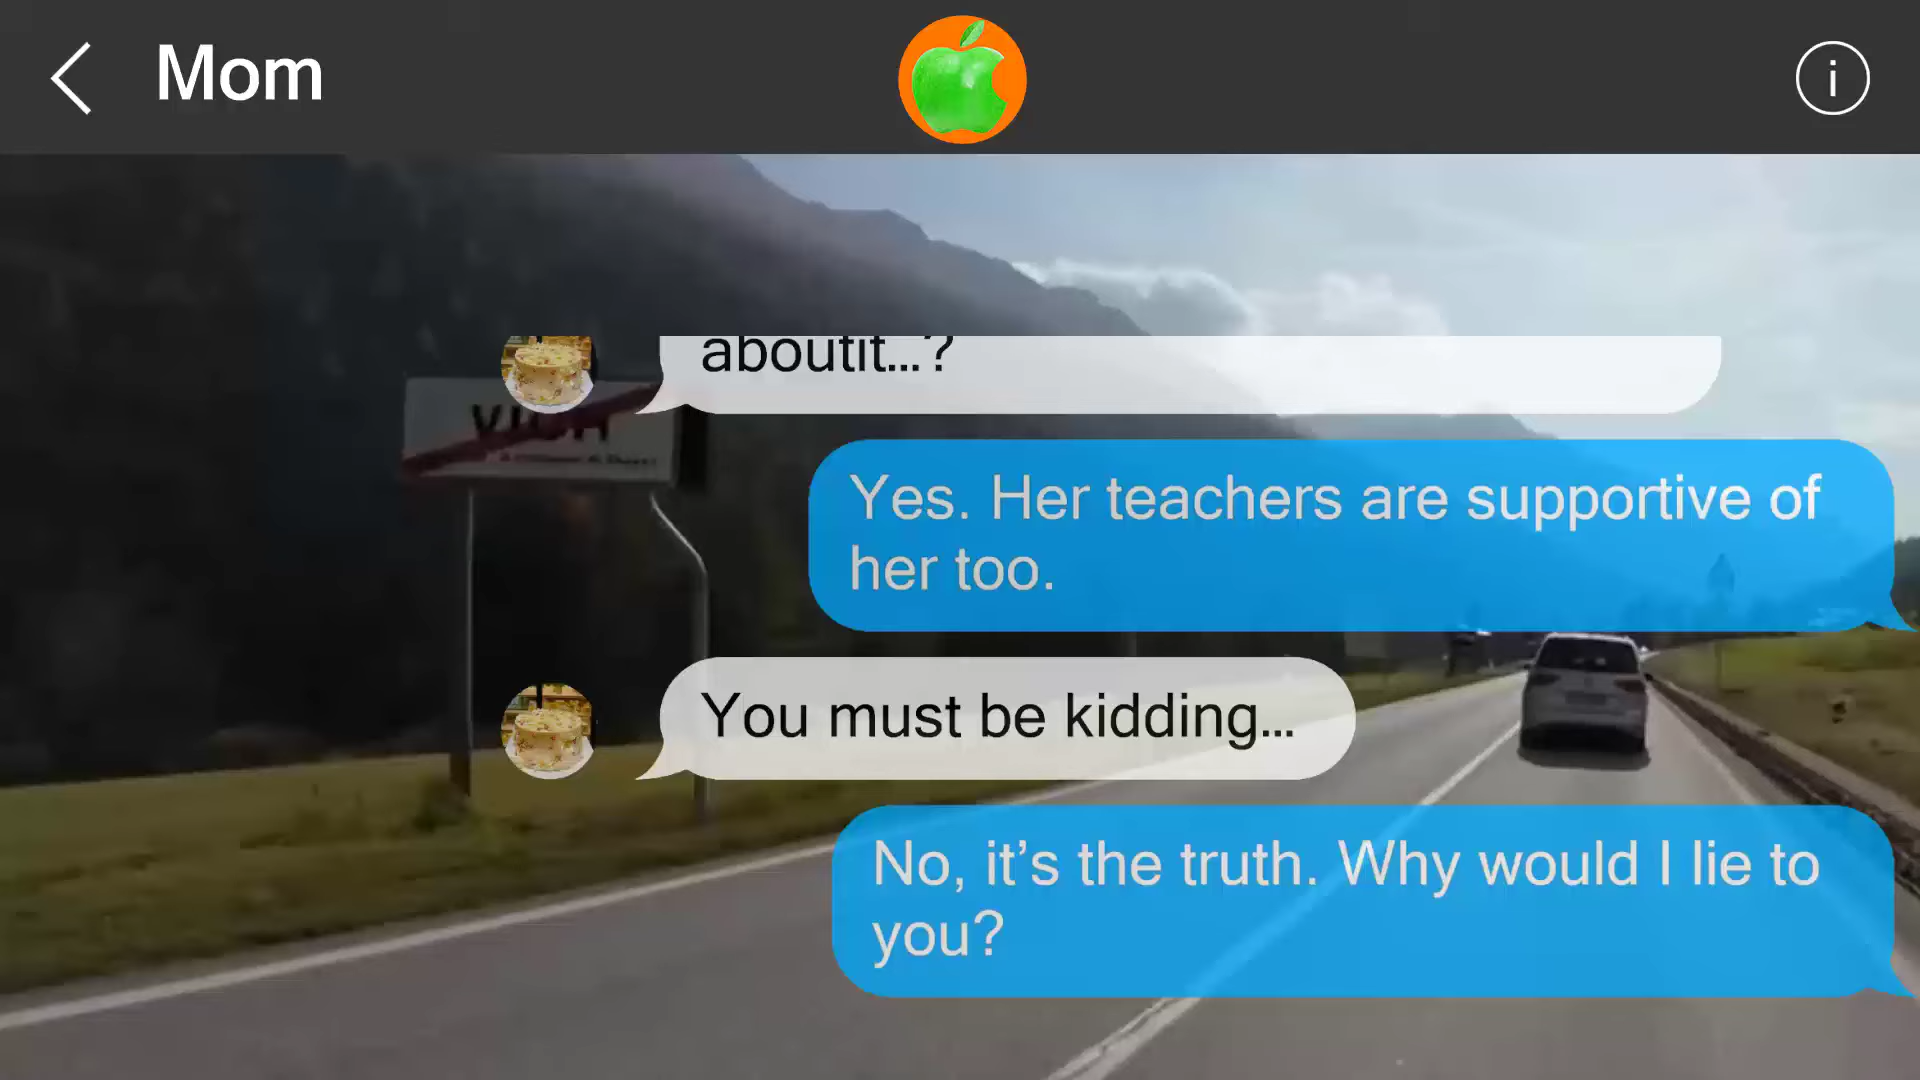 Mom
i
aboutit...?
Yes. Her teachers are supportive of
her too.
You must be kidding...
No, it’s the truth. Why would I lie to
you?